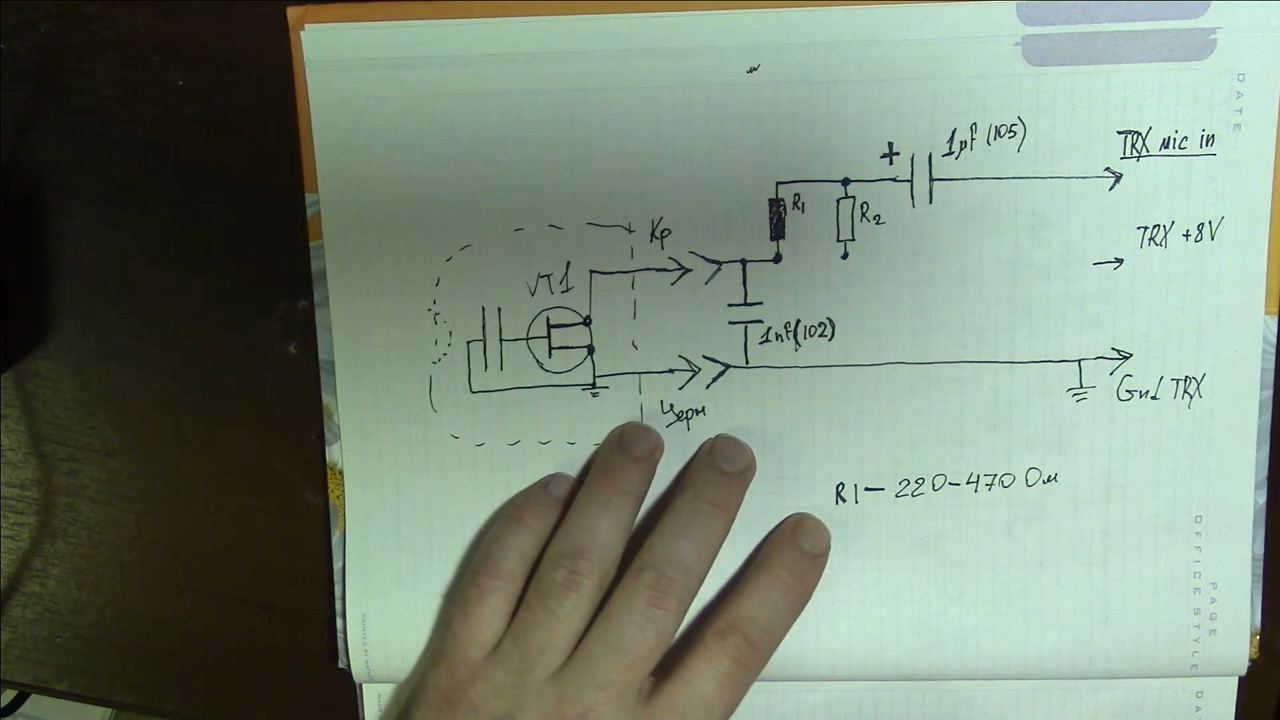 1µf (105)
TRX mic in
+
R1
R2
TRX +8V
Кр
VT1
1nf (102)
Gnd TRX
Черн
R1 – 220–470 Ом
DATE
OFFICE STYLE
PAGE
DA